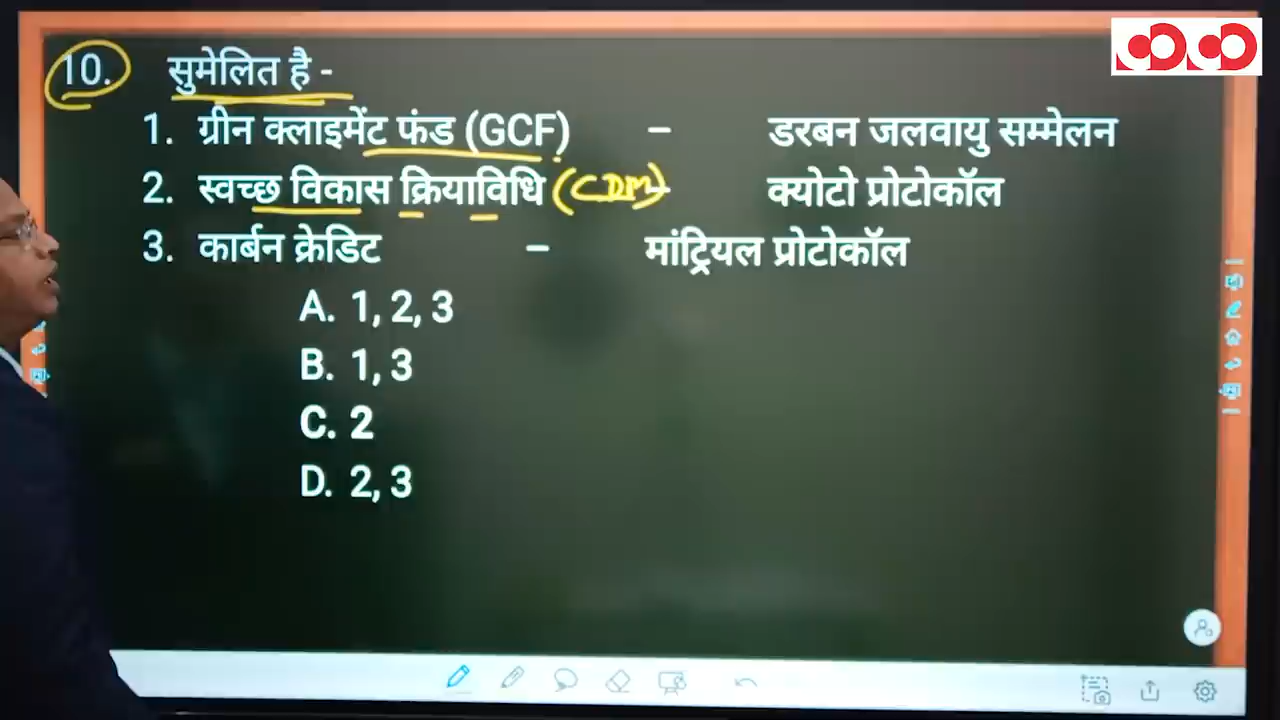 10. सुमेलित है -
1. ग्रीन क्लाइमेंट फंड (GCF) – डरबन जलवायु सम्मेलन
2. स्वच्छ विकास क्रियाविधि (CDM) – क्योटो प्रोटोकॉल
3. कार्बन क्रेडिट – मांट्रियल प्रोटोकॉल
A. 1, 2, 3
B. 1, 3
C. 2
D. 2, 3